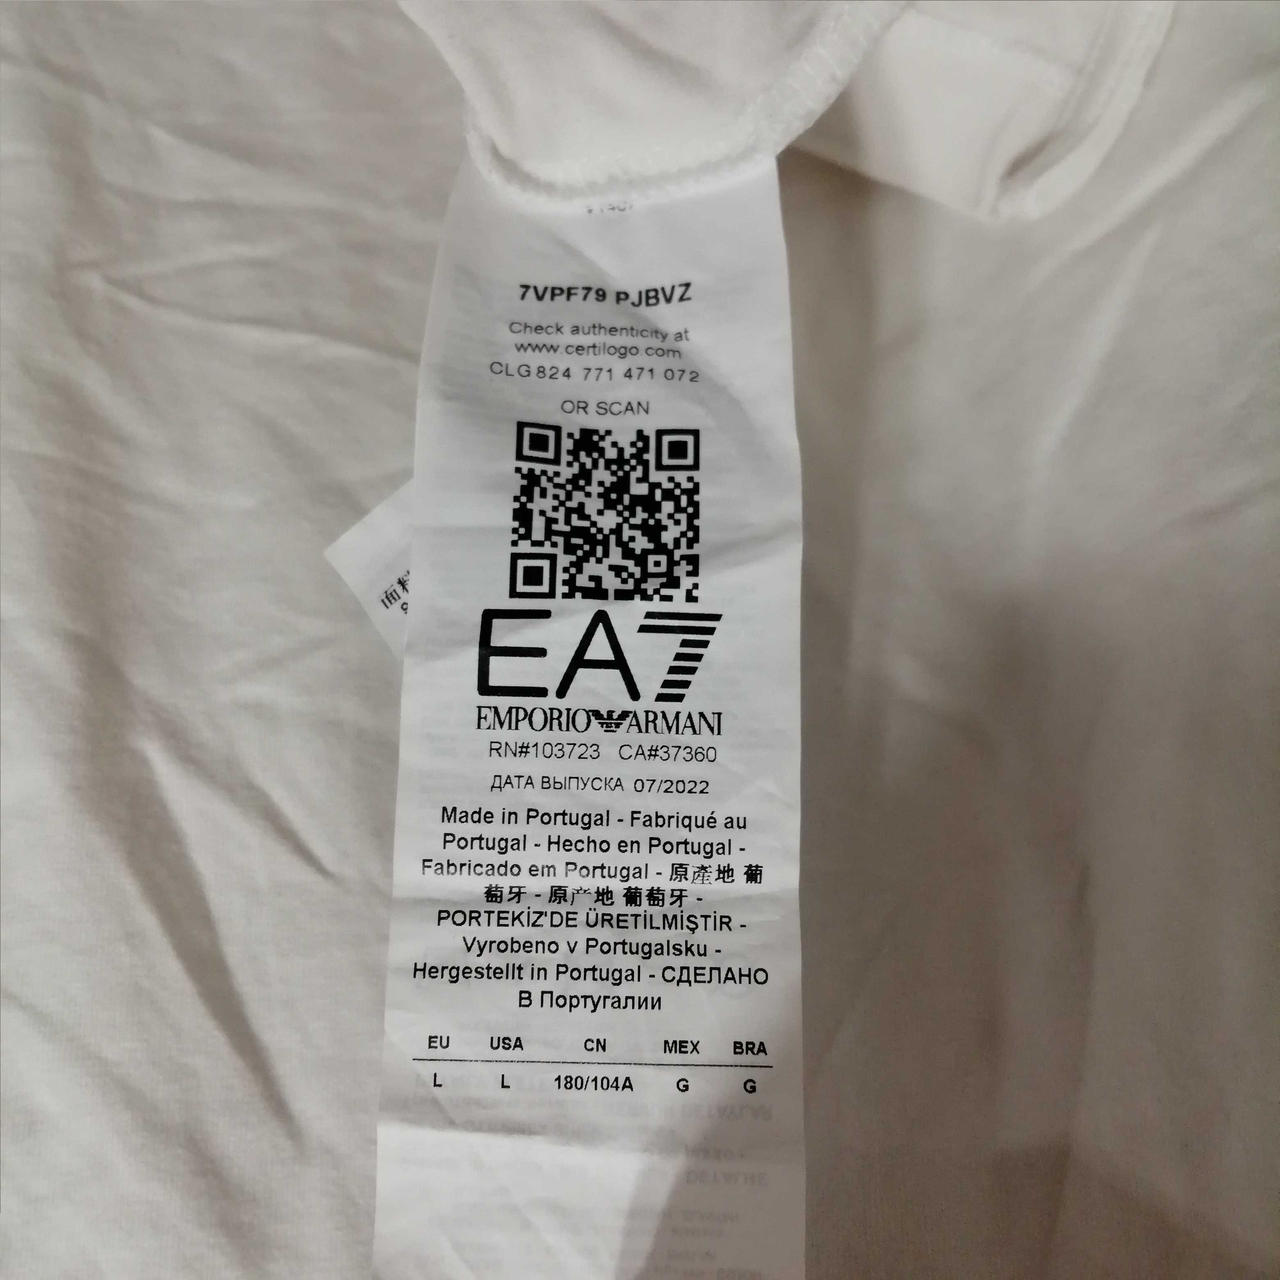 7VPF79 PJBVZ
Check authenticity at
www.certilogo.com
CLG 824 771 471 072
OR SCAN
面料
EA7
EMPORIO ARMANI
RN#103723 CA#37360
ДАТА ВЫПУСКА 07/2022
Made in Portugal - Fabriqué au
Portugal - Hecho en Portugal -
Fabricado em Portugal - 原產地 葡
萄牙 - 原产地 葡萄牙 -
PORTEKİZ'DE ÜRETİLMİŞTİR -
Vyrobeno v Portugalsku -
Hergestellt in Portugal - СДЕЛАНО
В Португалии
EU USA CN MEX BRA
L L 180/104A G G